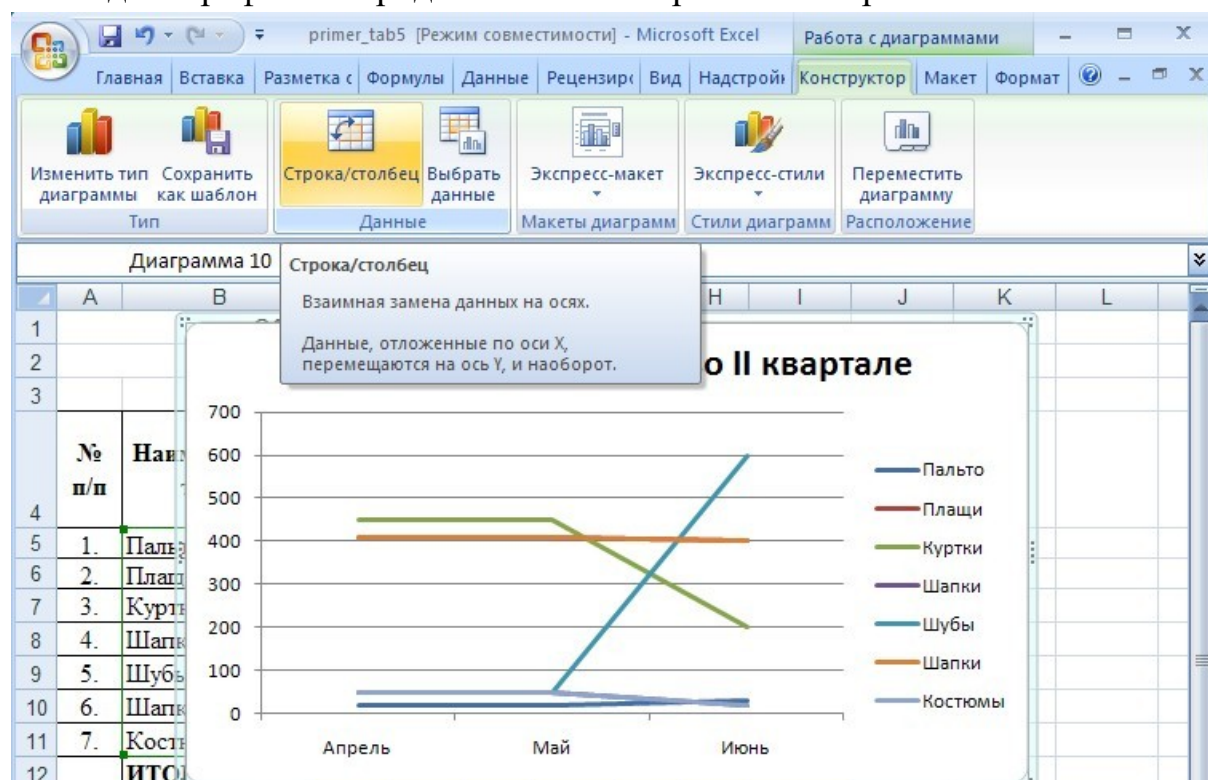 primer_tab5 [Режим совместимости] - Microsoft Excel
Работа с диаграммами
Главная Вставка Разметка с Формулы Данные Рецензиро Вид Надстройк Конструктор Макет Формат
Изменить тип диаграммы
Сохранить как шаблон
Строка/столбец
Выбрать данные
Экспресс-макет
Экспресс-стили
Переместить диаграмму
Тип
Данные
Макеты диаграмм
Стили диаграмм
Расположение
Диаграмма 10
Строка/столбец
Взаимная замена данных на осях.
Данные, отложенные по оси X,
перемещаются на ось Y, и наоборот.
A B H I J K L
1
2
о II квартале
3
4
№
п/п
5 1.
6 2.
7 3.
8 4.
9 5.
10 6.
11 7.
12
700
600
500
400
300
200
100
0
Апрель Май Июнь
Пальто
Плащи
Куртки
Шапки
Шубы
Шапки
Костюмы